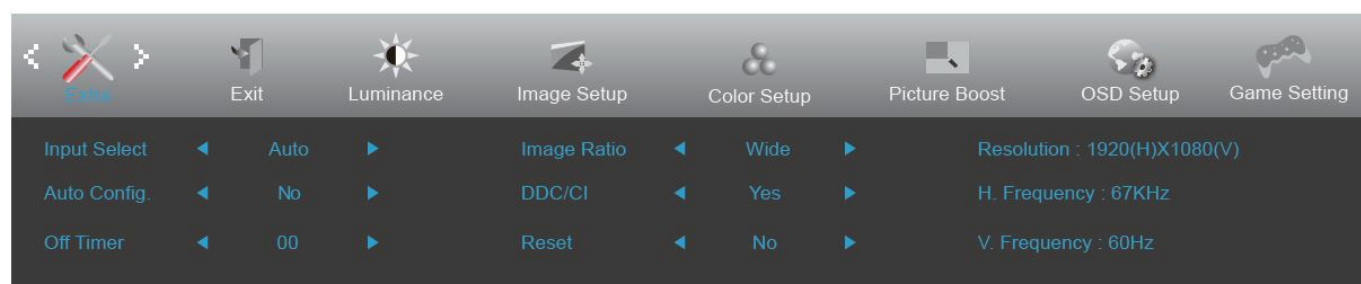 Extra Exit Luminance Image Setup Color Setup Picture Boost OSD Setup Game Setting
Input Select Auto Image Ratio Wide Resolution : 1920(H)X1080(V)
Auto Config. No DDC/CI Yes H. Frequency : 67KHz
Off Timer 00 Reset No V. Frequency : 60Hz